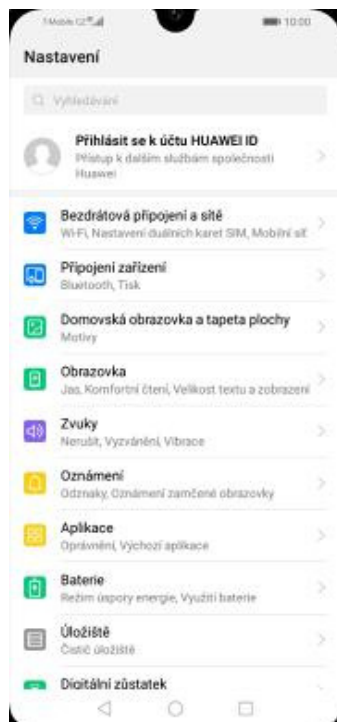 T-Mobile CZ
10:00
Nastavení
Vyhledávání
Přihlásit se k účtu HUAWEI ID
Přístup k dalším službám společnosti
Huawei
Bezdrátová připojení a sítě
Wi-Fi, Nastavení duálních karet SIM, Mobilní síť
Připojení zařízení
Bluetooth, Tisk
Domovská obrazovka a tapeta plochy
Motivy
Obrazovka
Jas, Komfortní čtení, Velikost textu a zobrazení
Zvuky
Nerušit, Vyzvánění, Vibrace
Oznámení
Odznaky, Oznámení zamčené obrazovky
Aplikace
Oprávnění, Výchozí aplikace
Baterie
Režim úspory energie, Využití baterie
Úložiště
Čistič úložiště
Digitální zůstatek